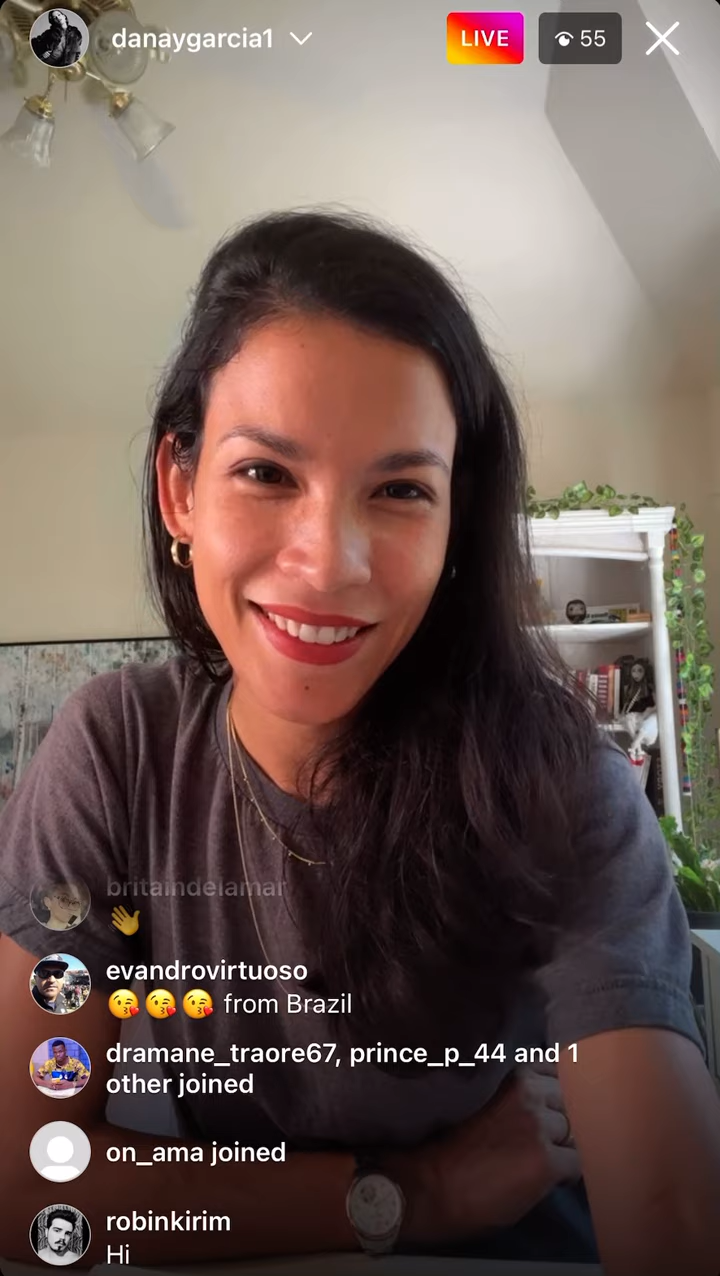 danaygarcia1
LIVE
55
britaindelamar
👋
evandrovirtuoso
😘😘😘 from Brazil
dramane_traore67, prince_p_44 and 1
other joined
on_ama joined
robinkirim
Hi